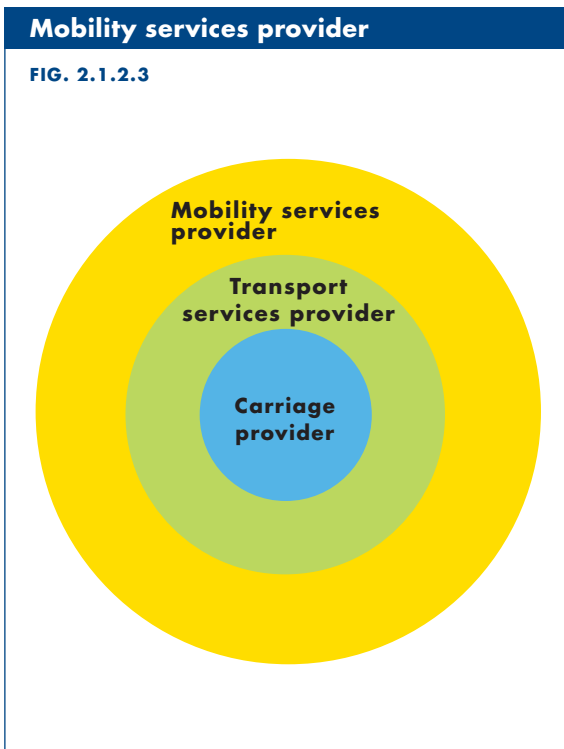 Mobility services provider
FIG. 2.1.2.3
Mobility services
provider
Transport
services provider
Carriage
provider